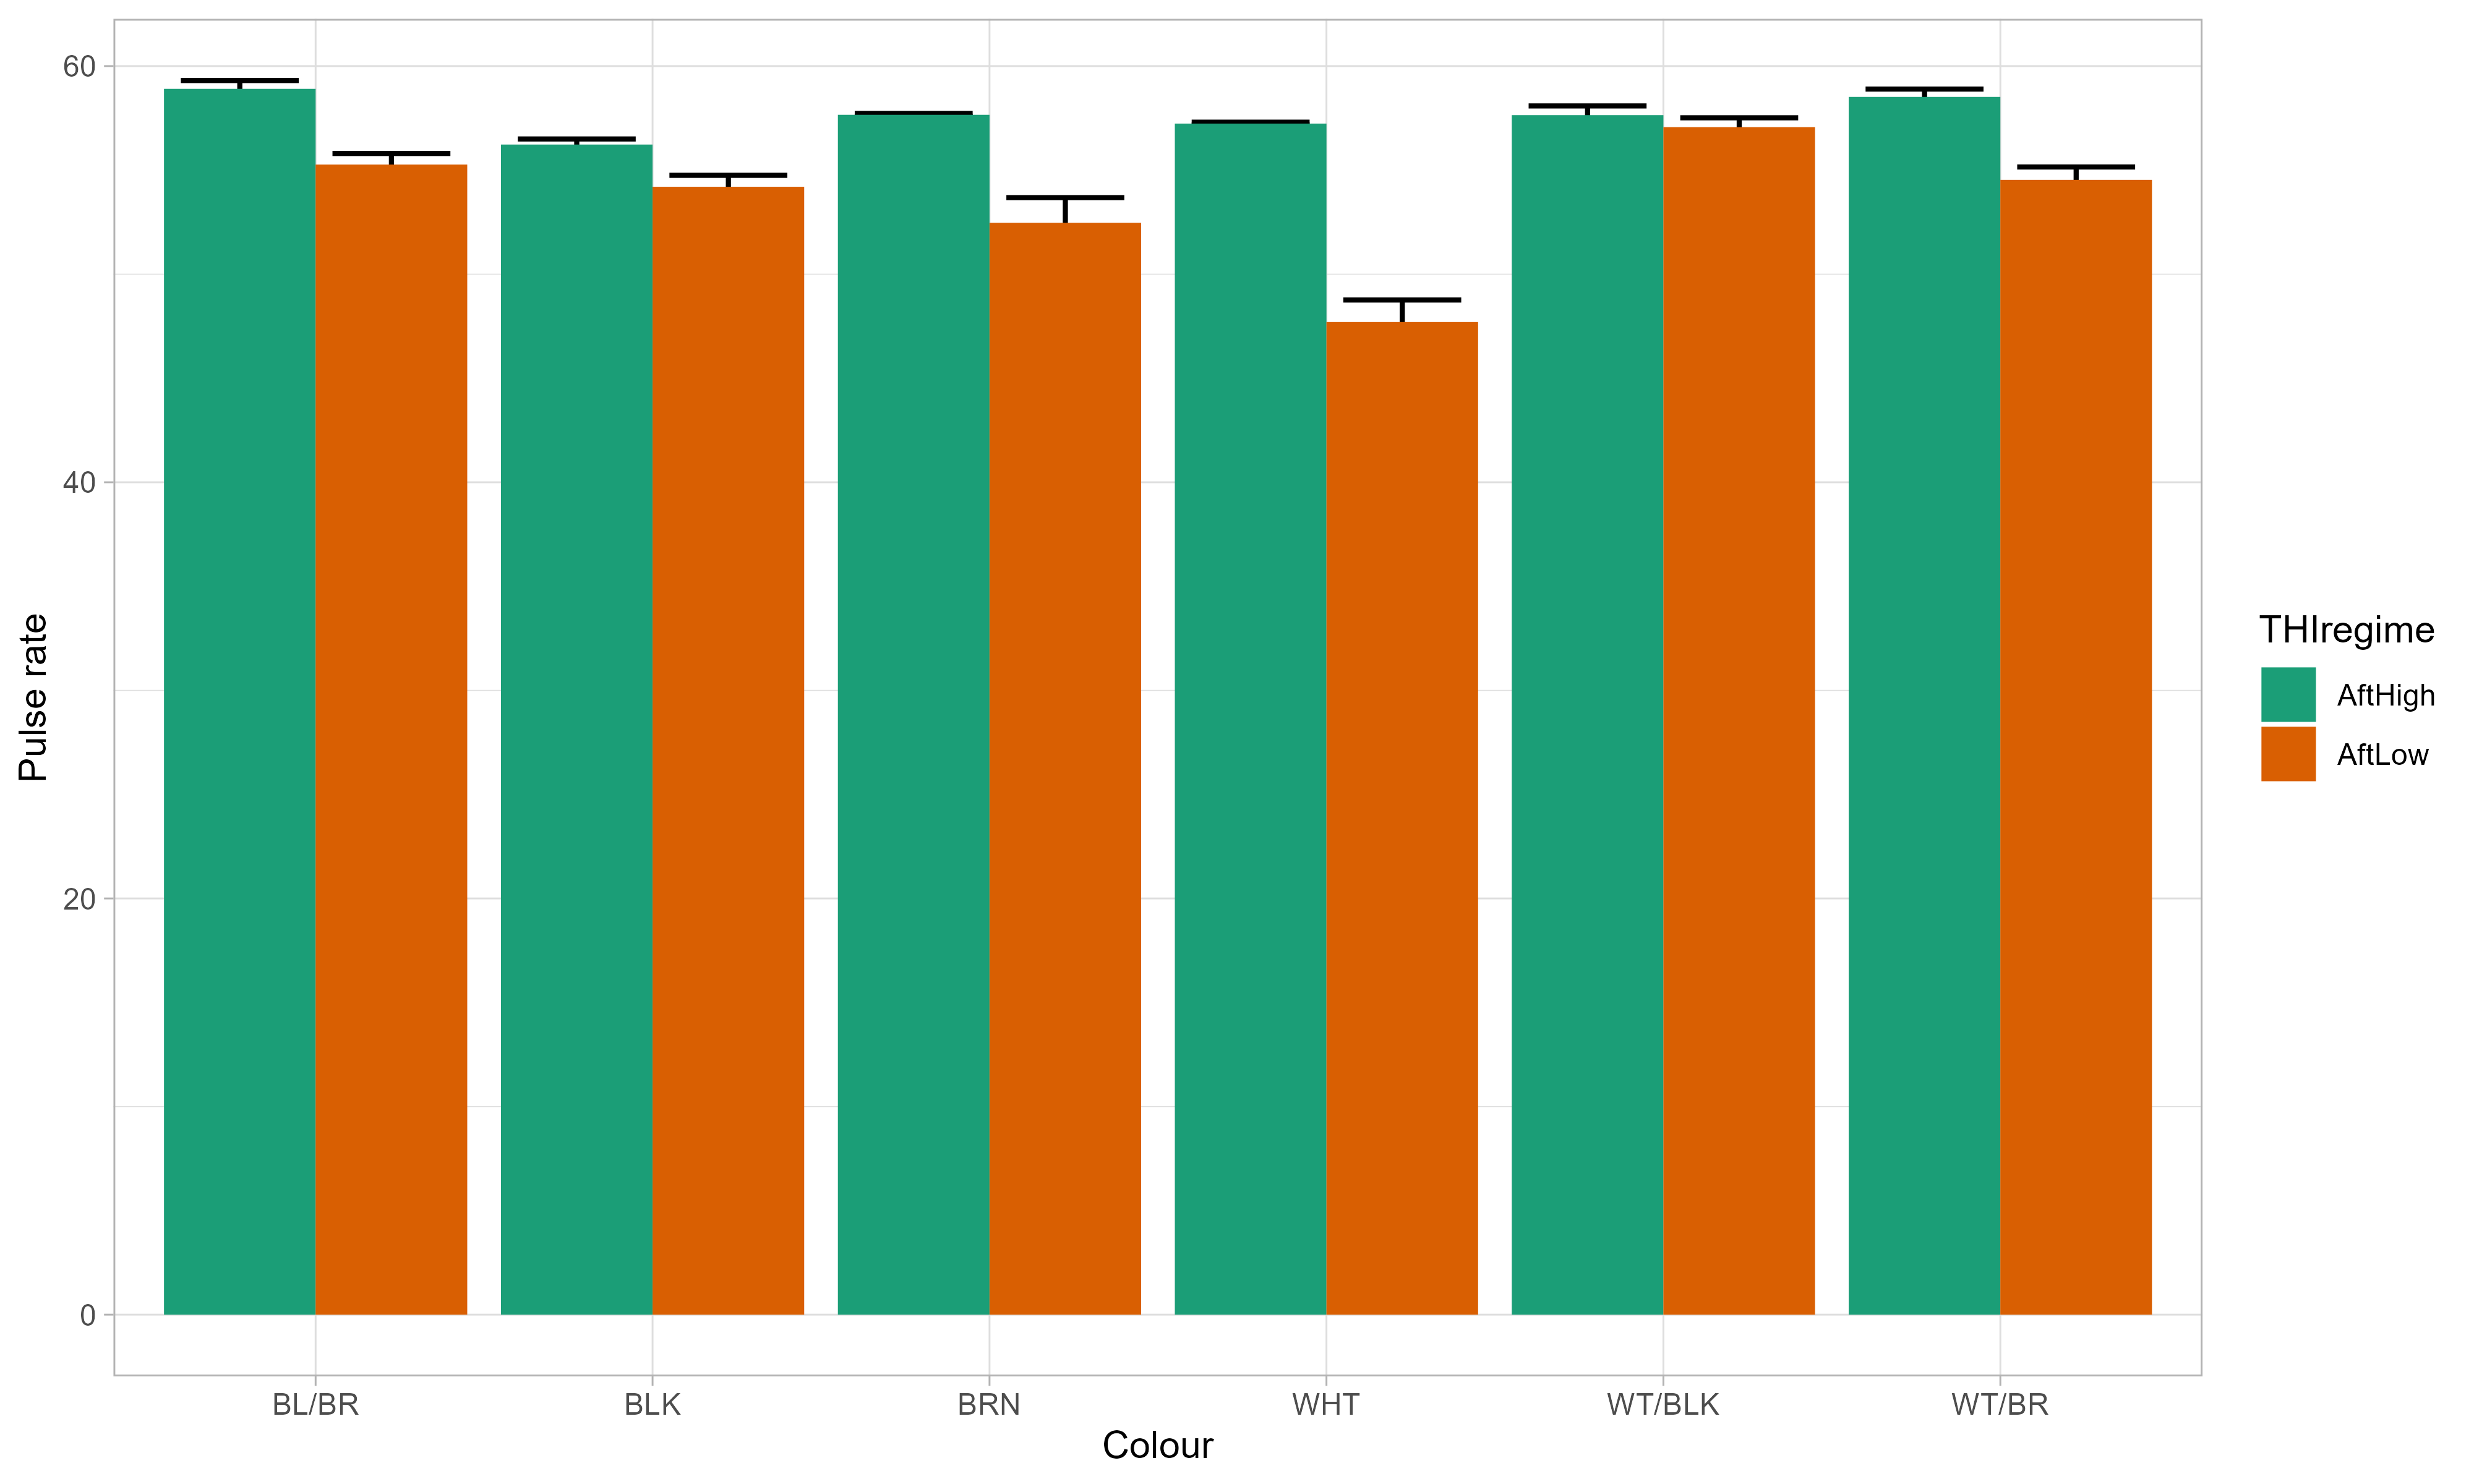 60
40
20
0
Pulse rate
BL/BR BLK BRN WHT WT/BLK WT/BR
Colour
THIregime
AftHigh
AftLow